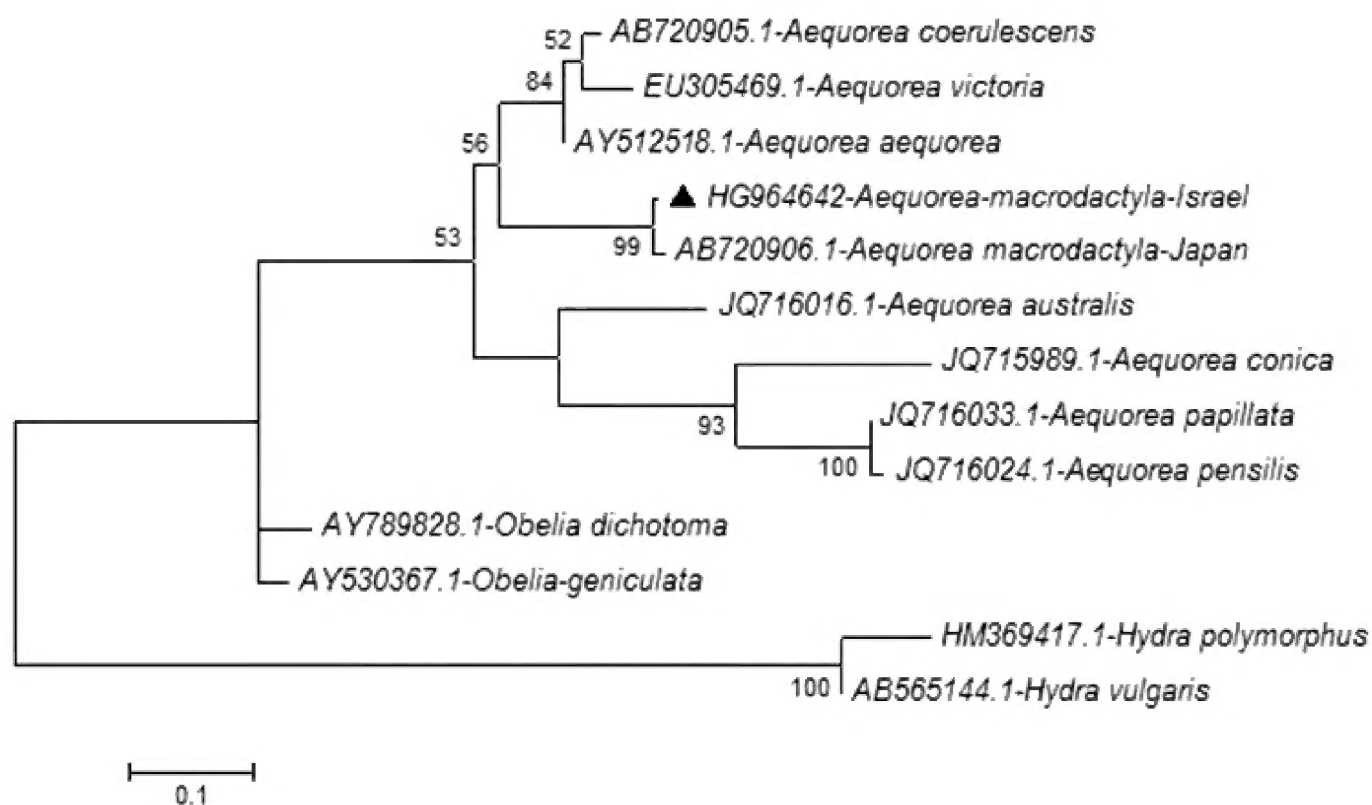 52
AB720905.1-Aequorea coerulescens
84
EU305469.1-Aequorea victoria
AY512518.1-Aequorea aequorea
56
HG964642-Aequorea-macrodactyla-Israel
53
99
AB720906.1-Aequorea macrodactyla-Japan
JQ716016.1-Aequorea australis
JQ715989.1-Aequorea conica
93
JQ716033.1-Aequorea papillata
100
JQ716024.1-Aequorea pensilis
AY789828.1-Obelia dichotoma
AY530367.1-Obelia-geniculata
HM369417.1-Hydra polymorphus
100
AB565144.1-Hydra vulgaris
0.1